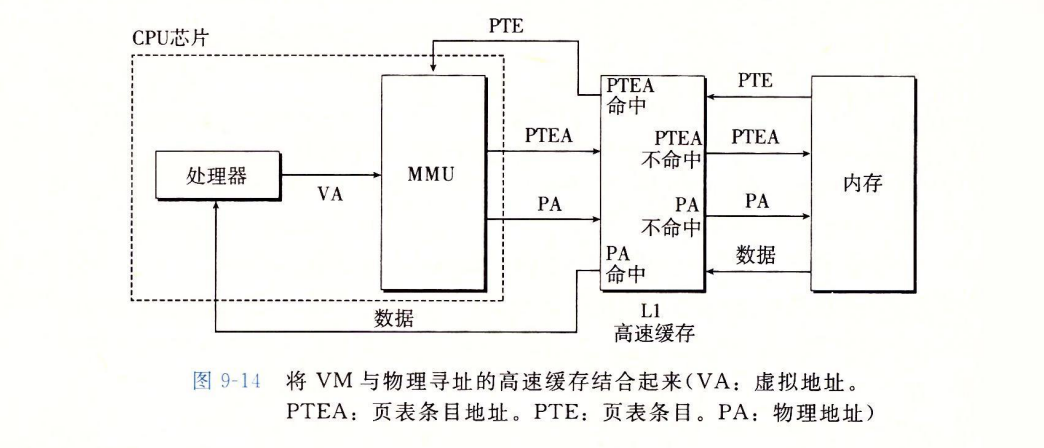 PTE
CPU芯片
PTEA
命中
PTE
PTEA
PTEA
不命中
PTEA
处理器
VA
MMU
内存
PA
PA
不命中
PA
PA
命中
数据
数据
L1
高速缓存
图 9-14 将 VM 与物理寻址的高速缓存结合起来(VA：虚拟地址。
PTEA：页表条目地址。PTE：页表条目。PA：物理地址)